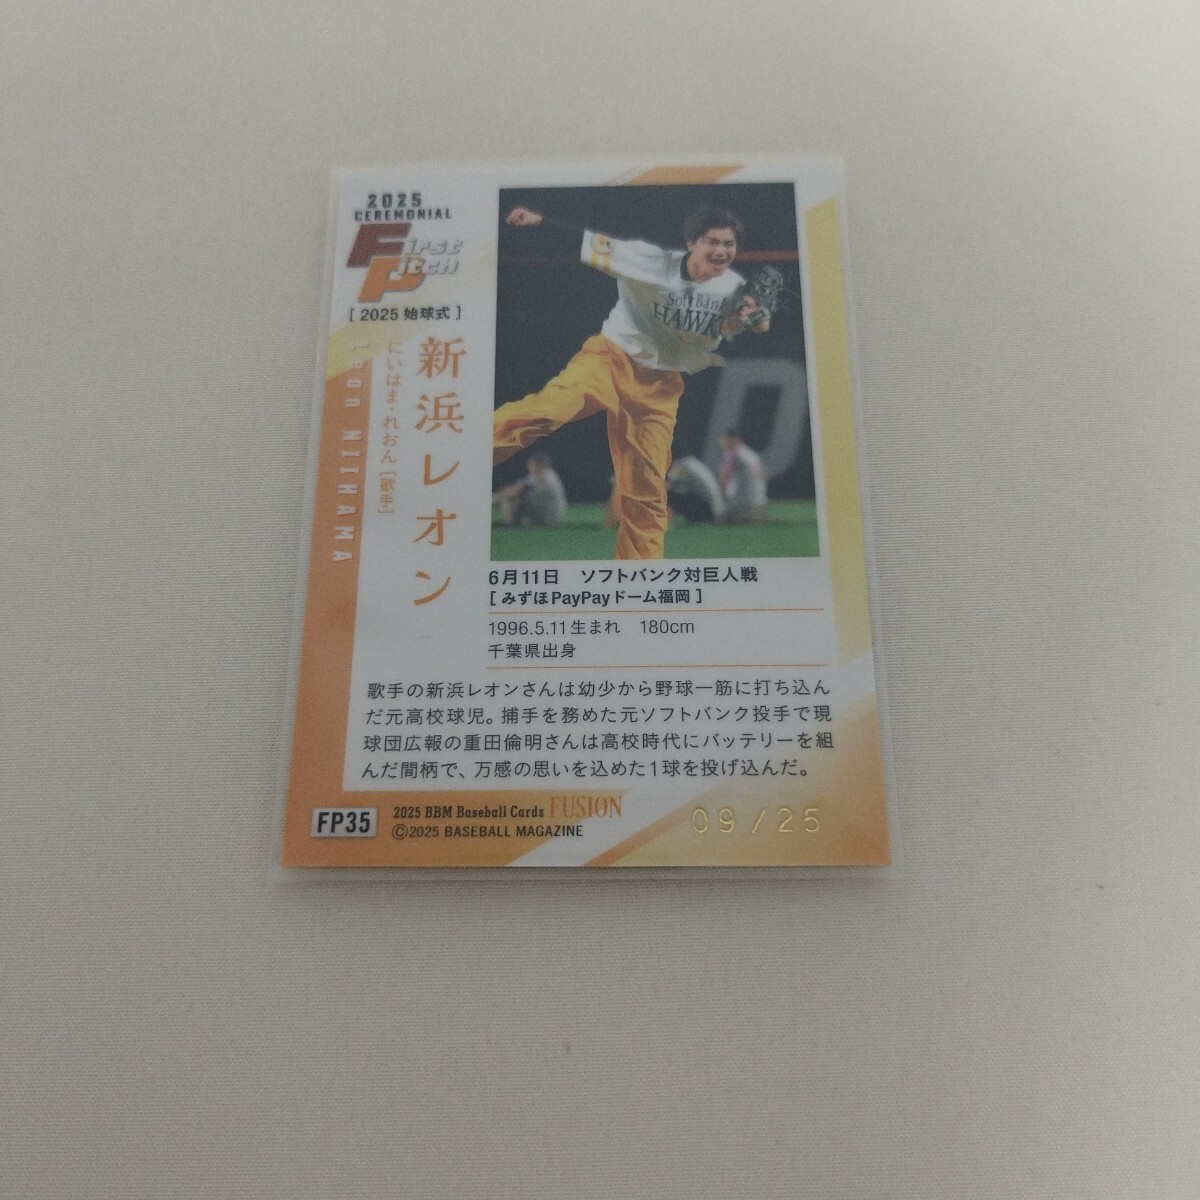 2025
CEREMONIAL
First
Pitch
[ 2025 始球式 ]
新浜レオン
にいはま・れおん [歌手]
Leon NIIHAMA
SoftBank
HAWKS
6月11日 ソフトバンク対巨人戦
[ みずほPayPayドーム福岡 ]
1996.5.11生まれ 180cm
千葉県出身
歌手の新浜レオンさんは幼少から野球一筋に打ち込ん
だ元高校球児。捕手を務めた元ソフトバンク投手で現
球団広報の重田倫明さんは高校時代にバッテリーを組
んだ間柄で、万感の思いを込めた1球を投げ込んだ。
FP35
2025 BBM Baseball Cards FUSION
©2025 BASEBALL MAGAZINE
09/25